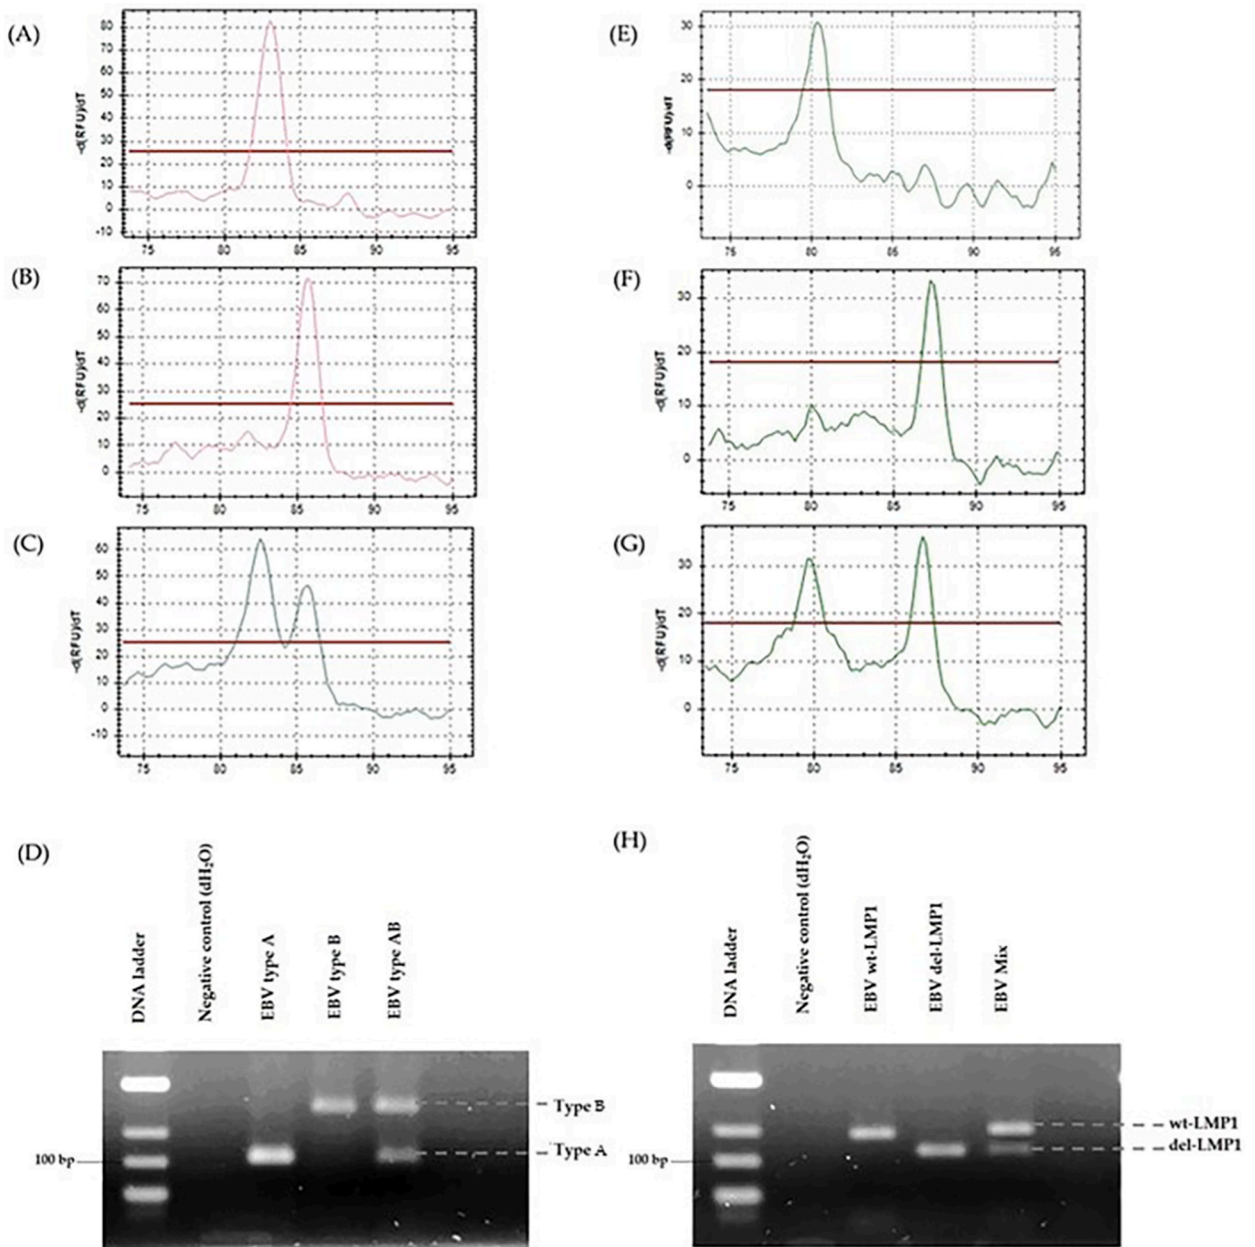 (A)
80
70
60
50
40
30
20
10
0
-10
-d(RFU)/dT
75 80 85 90 95
(B)
70
60
50
40
30
20
10
0
-d(RFU)/dT
75 80 85 90 95
(C)
60
50
40
30
20
10
0
-10
-d(RFU)/dT
75 80 85 90 95
(D)
DNA ladder
Negative control (dH₂O)
EBV type A
EBV type B
EBV type AB
Type B
Type A
100 bp
(E)
30
20
10
0
-d(RFU)/dT
75 80 85 90 95
(F)
30
20
10
0
-d(RFU)/dT
75 80 85 90 95
(G)
30
20
10
0
-d(RFU)/dT
75 80 85 90 95
(H)
DNA ladder
Negative control (dH₂O)
EBV wt-LMP1
EBV del-LMP1
EBV Mix
wt-LMP1
del-LMP1
100 bp